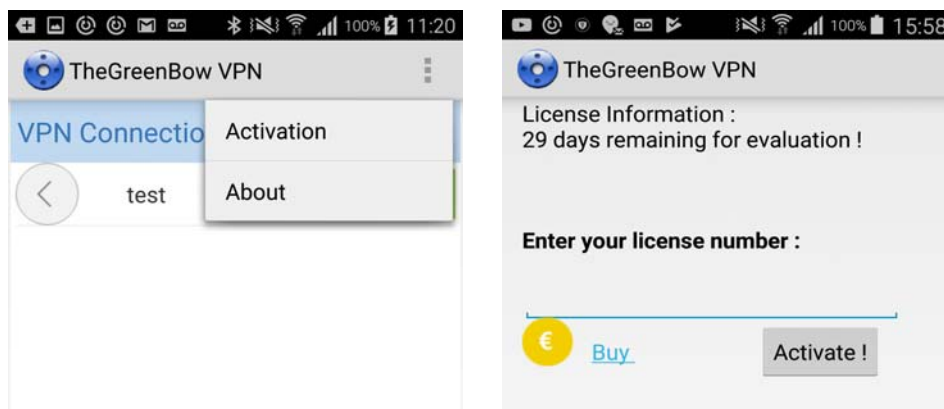 100% 11:20
TheGreenBow VPN
VPN Connectio
Activation
test
About
100% 15:58
TheGreenBow VPN
License Information :
29 days remaining for evaluation !
Enter your license number :
€
Buy
Activate !